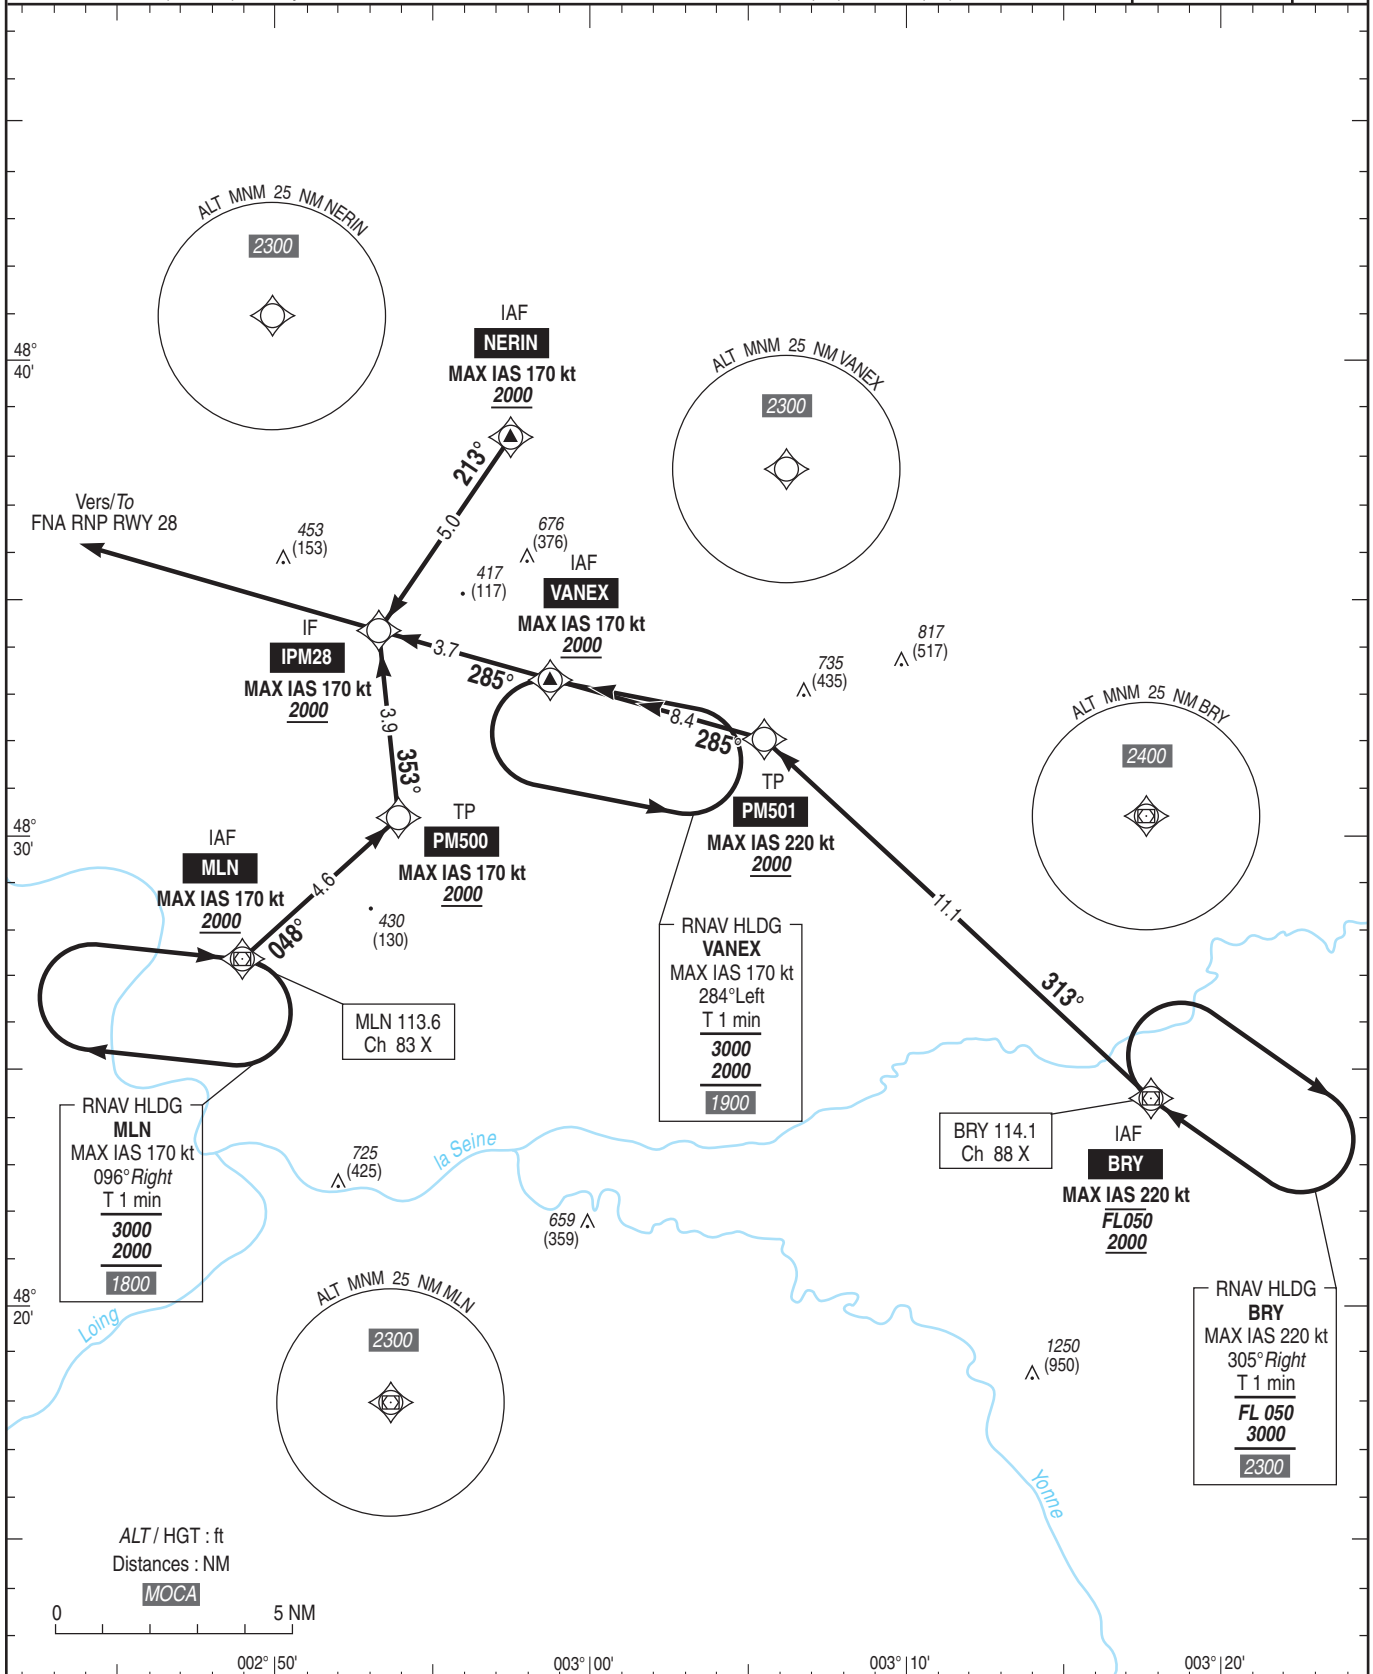 ALT MNM 25 NM NERIN
2300
IAF
NERIN
MAX IAS 170 kt
2000
48°
40'
ALT MNM 25 NM VANEX
2300
213°
5.0
Vers/To
FNA RNP RWY 28
453
(153)
676
(376)
417
(117)
IAF
VANEX
MAX IAS 170 kt
2000
IF
IPM28
MAX IAS 170 kt
2000
3.7
285°
817
(517)
735
(435)
8.4
285°
3.9
353°
ALT MNM 25 NM BRY
2400
TP
PM501
MAX IAS 220 kt
2000
TP
PM500
MAX IAS 170 kt
2000
48°
30'
IAF
MLN
MAX IAS 170 kt
2000
4.6
048°
430
(130)
11.1
313°
RNAV HLDG
VANEX
MAX IAS 170 kt
284°Left
T 1 min
3000
2000
1900
MLN 113.6
Ch 83 X
RNAV HLDG
MLN
MAX IAS 170 kt
096°Right
T 1 min
3000
2000
1800
BRY 114.1
Ch 88 X
IAF
BRY
MAX IAS 220 kt
FL050
2000
725
(425)
la Seine
659
(359)
48°
20'
Loing
ALT MNM 25 NM MLN
2300
RNAV HLDG
BRY
MAX IAS 220 kt
305°Right
T 1 min
FL 050
3000
2300
1250
(950)
Yonne
ALT / HGT : ft
Distances : NM
MOCA
0 5 NM
002° 50' 003° 00' 003° 10' 003° 20'